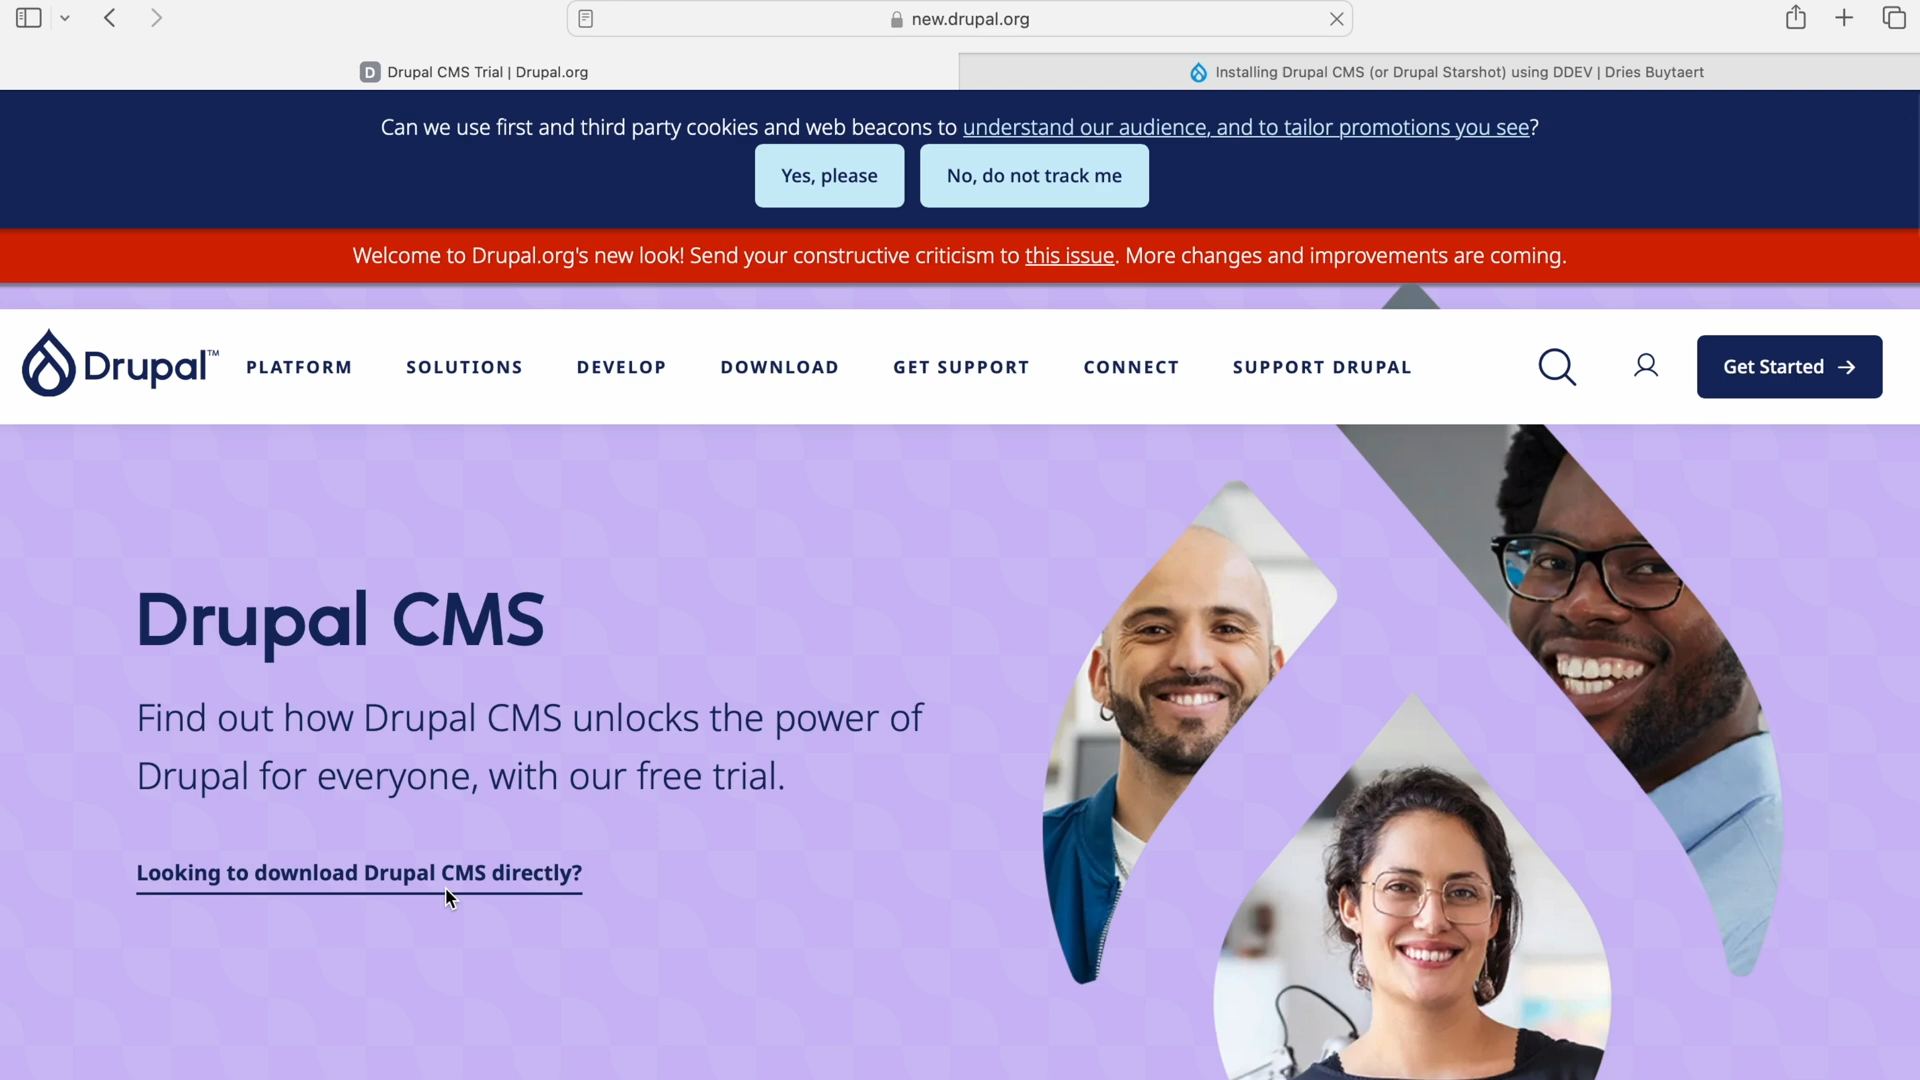 new.drupal.org
D Drupal CMS Trial | Drupal.org
Installing Drupal CMS (or Drupal Starshot) using DDEV | Dries Buytaert
Can we use first and third party cookies and web beacons to understand our audience, and to tailor promotions you see?
Yes, please
No, do not track me
Welcome to Drupal.org's new look! Send your constructive criticism to this issue. More changes and improvements are coming.
Drupal™ PLATFORM SOLUTIONS DEVELOP DOWNLOAD GET SUPPORT CONNECT SUPPORT DRUPAL Get Started →
Drupal CMS
Find out how Drupal CMS unlocks the power of
Drupal for everyone, with our free trial.
Looking to download Drupal CMS directly?